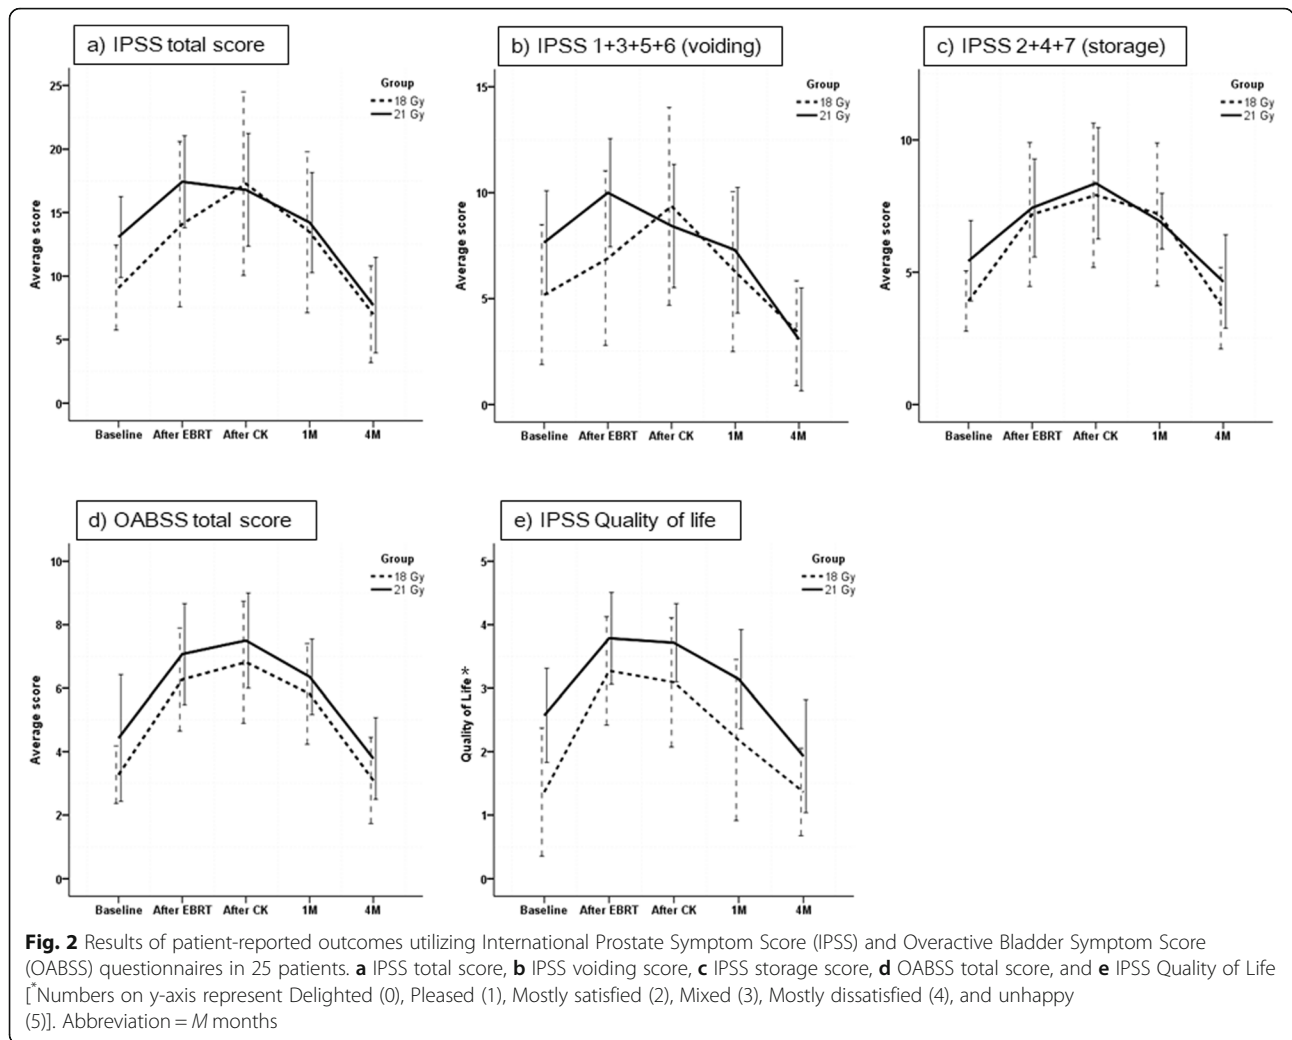 a) IPSS total score
Group
18 Gy
21 Gy
Average score
25
20
15
10
5
0
Baseline After EBRT After CK 1M 4M
b) IPSS 1+3+5+6 (voiding)
Group
18 Gy
21 Gy
Average score
15
10
5
0
Baseline After EBRT After CK 1M 4M
c) IPSS 2+4+7 (storage)
Group
18 Gy
21 Gy
Average score
10
5
0
Baseline After EBRT After CK 1M 4M
d) OABSS total score
Group
18 Gy
21 Gy
Average score
10
8
6
4
2
0
Baseline After EBRT After CK 1M 4M
e) IPSS Quality of life
Group
18 Gy
21 Gy
Quality of Life *
5
4
3
2
1
0
Baseline After EBRT After CK 1M 4M
Fig. 2 Results of patient-reported outcomes utilizing International Prostate Symptom Score (IPSS) and Overactive Bladder Symptom Score
(OABSS) questionnaires in 25 patients. a IPSS total score, b IPSS voiding score, c IPSS storage score, d OABSS total score, and e IPSS Quality of Life
[*Numbers on y-axis represent Delighted (0), Pleased (1), Mostly satisfied (2), Mixed (3), Mostly dissatisfied (4), and unhappy
(5)]. Abbreviation = M months